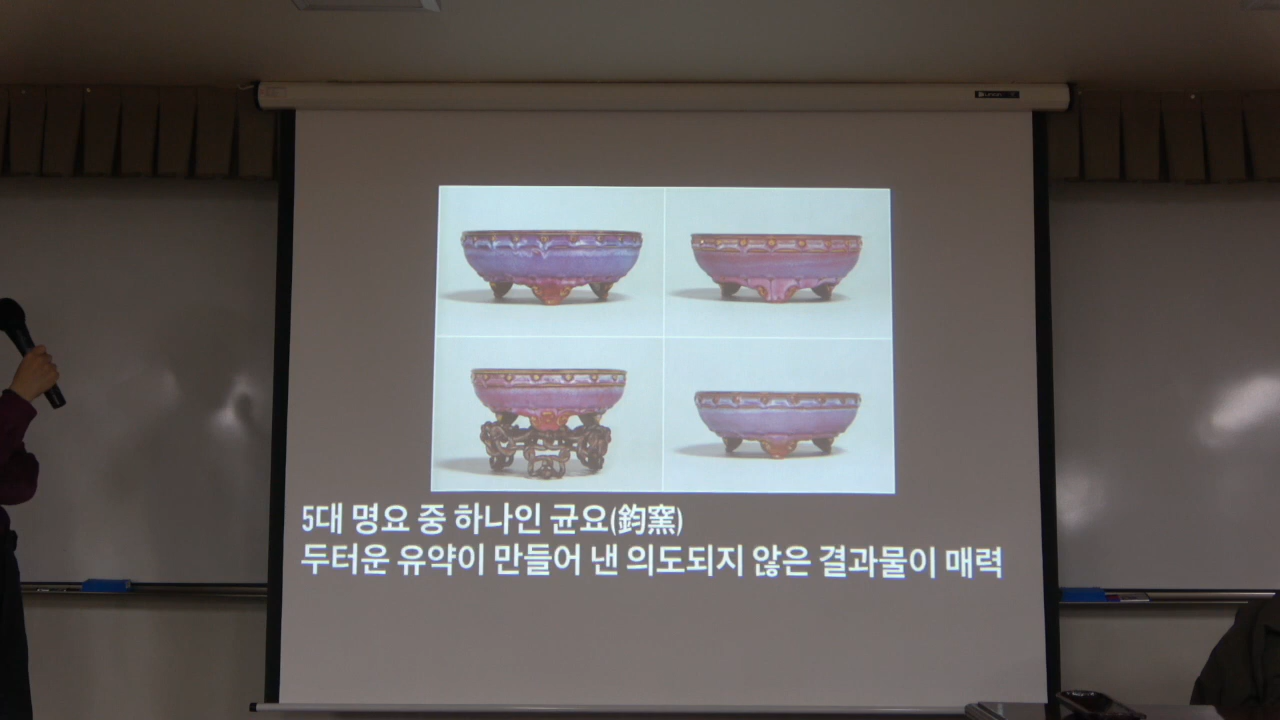 5대 명요 중 하나인 균요(鈞窯)
두터운 유약이 만들어 낸 의도되지 않은 결과물이 매력